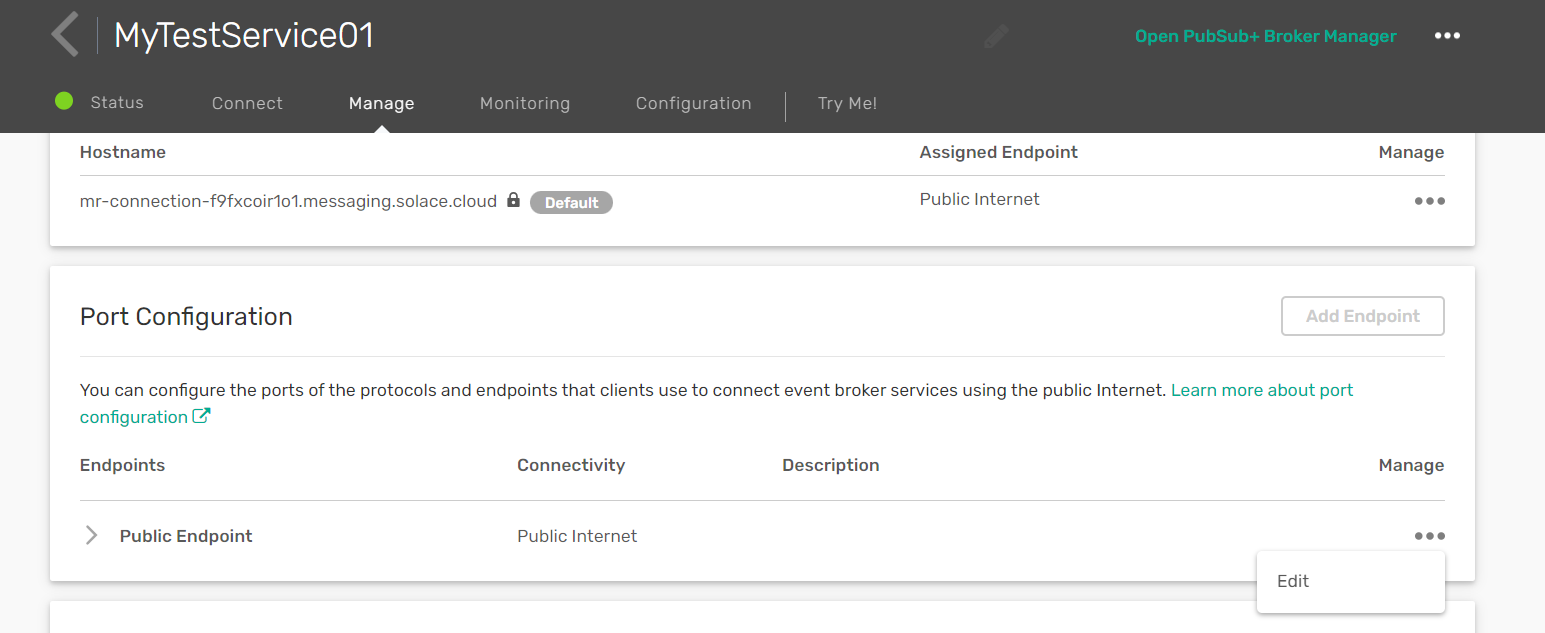 MyTestService01
Open PubSub+ Broker Manager
Status Connect Manage Monitoring Configuration Try Me!
Hostname Assigned Endpoint Manage
mr-connection-f9fxcoir1o1.messaging.solace.cloud Default Public Internet
Port Configuration Add Endpoint
You can configure the ports of the protocols and endpoints that clients use to connect event broker services using the public Internet. Learn more about port
configuration
Endpoints Connectivity Description Manage
Public Endpoint Public Internet
Edit